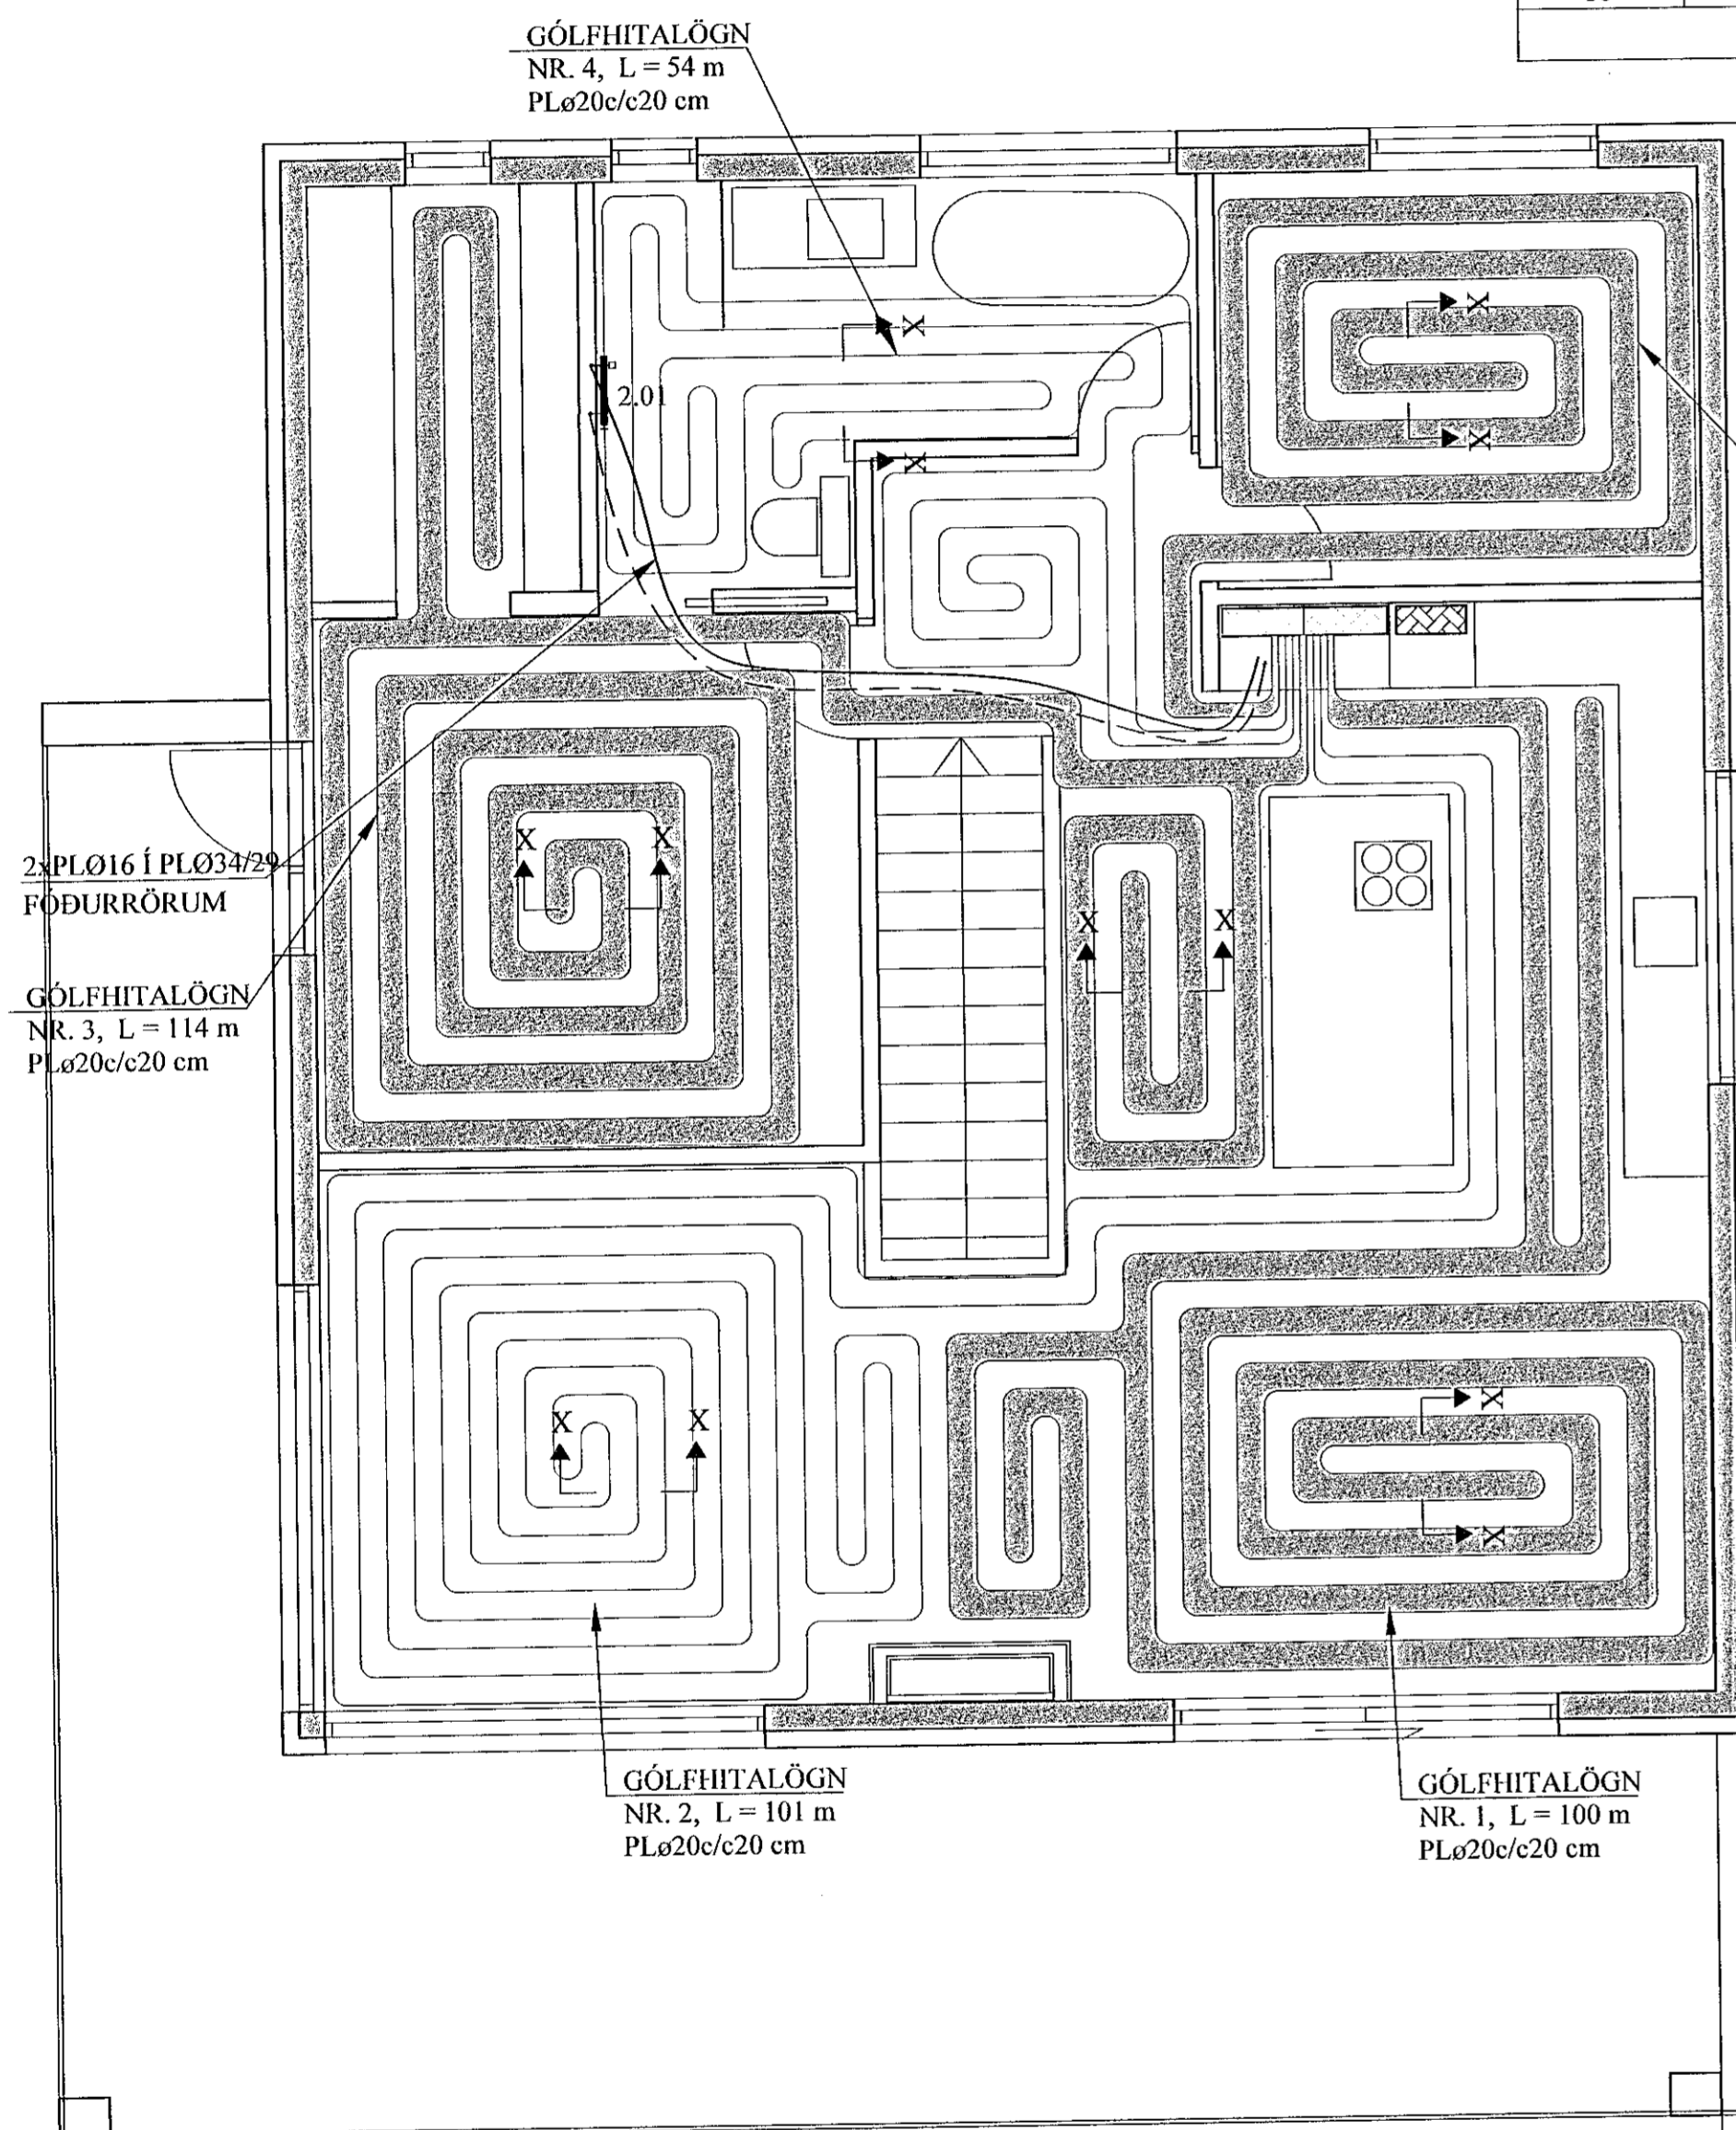 GÓLFHITALÖGN
NR. 4, L = 54 m
PLø20c/c20 cm
X
X
2.01
X
X
2xPLØ16 Í PLØ34/29
FÓÐURRÖRUM
X
X
X
X
GÓLFHITALÖGN
NR. 3, L = 114 m
PLø20c/c20 cm
X
X
X
X
GÓLFHITALÖGN
NR. 2, L = 101 m
PLø20c/c20 cm
GÓLFHITALÖGN
NR. 1, L = 100 m
PLø20c/c20 cm